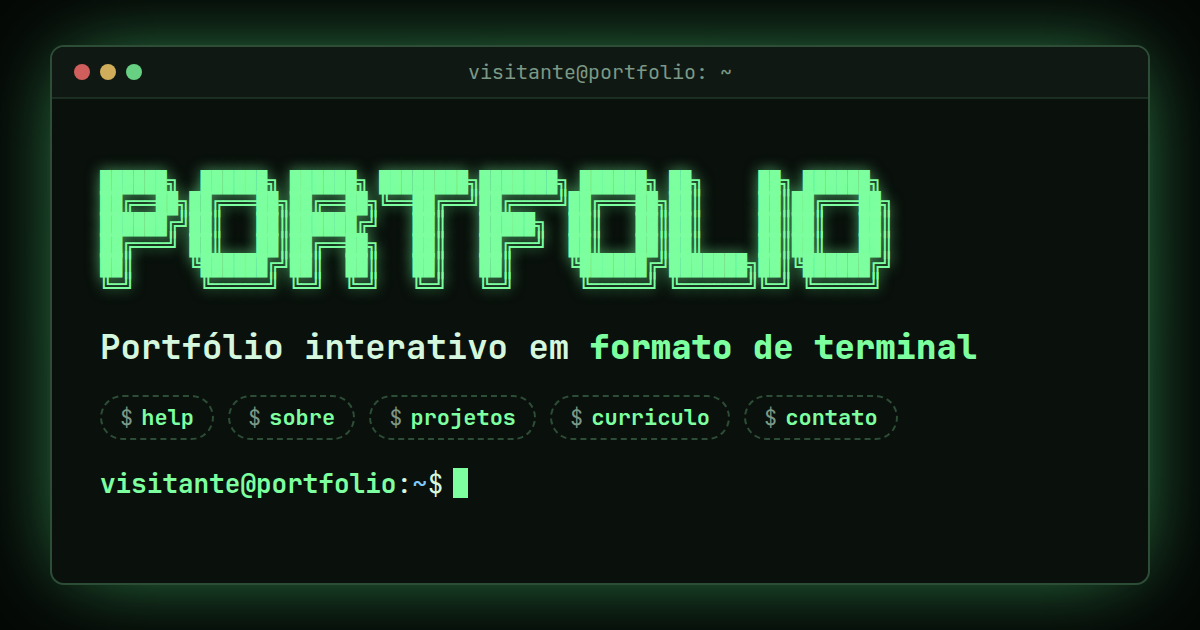 visitante@portfolio: ~
PORTFOLIO
Portfólio interativo em formato de terminal
$ help $ sobre $ projetos $ curriculo $ contato
visitante@portfolio:~$